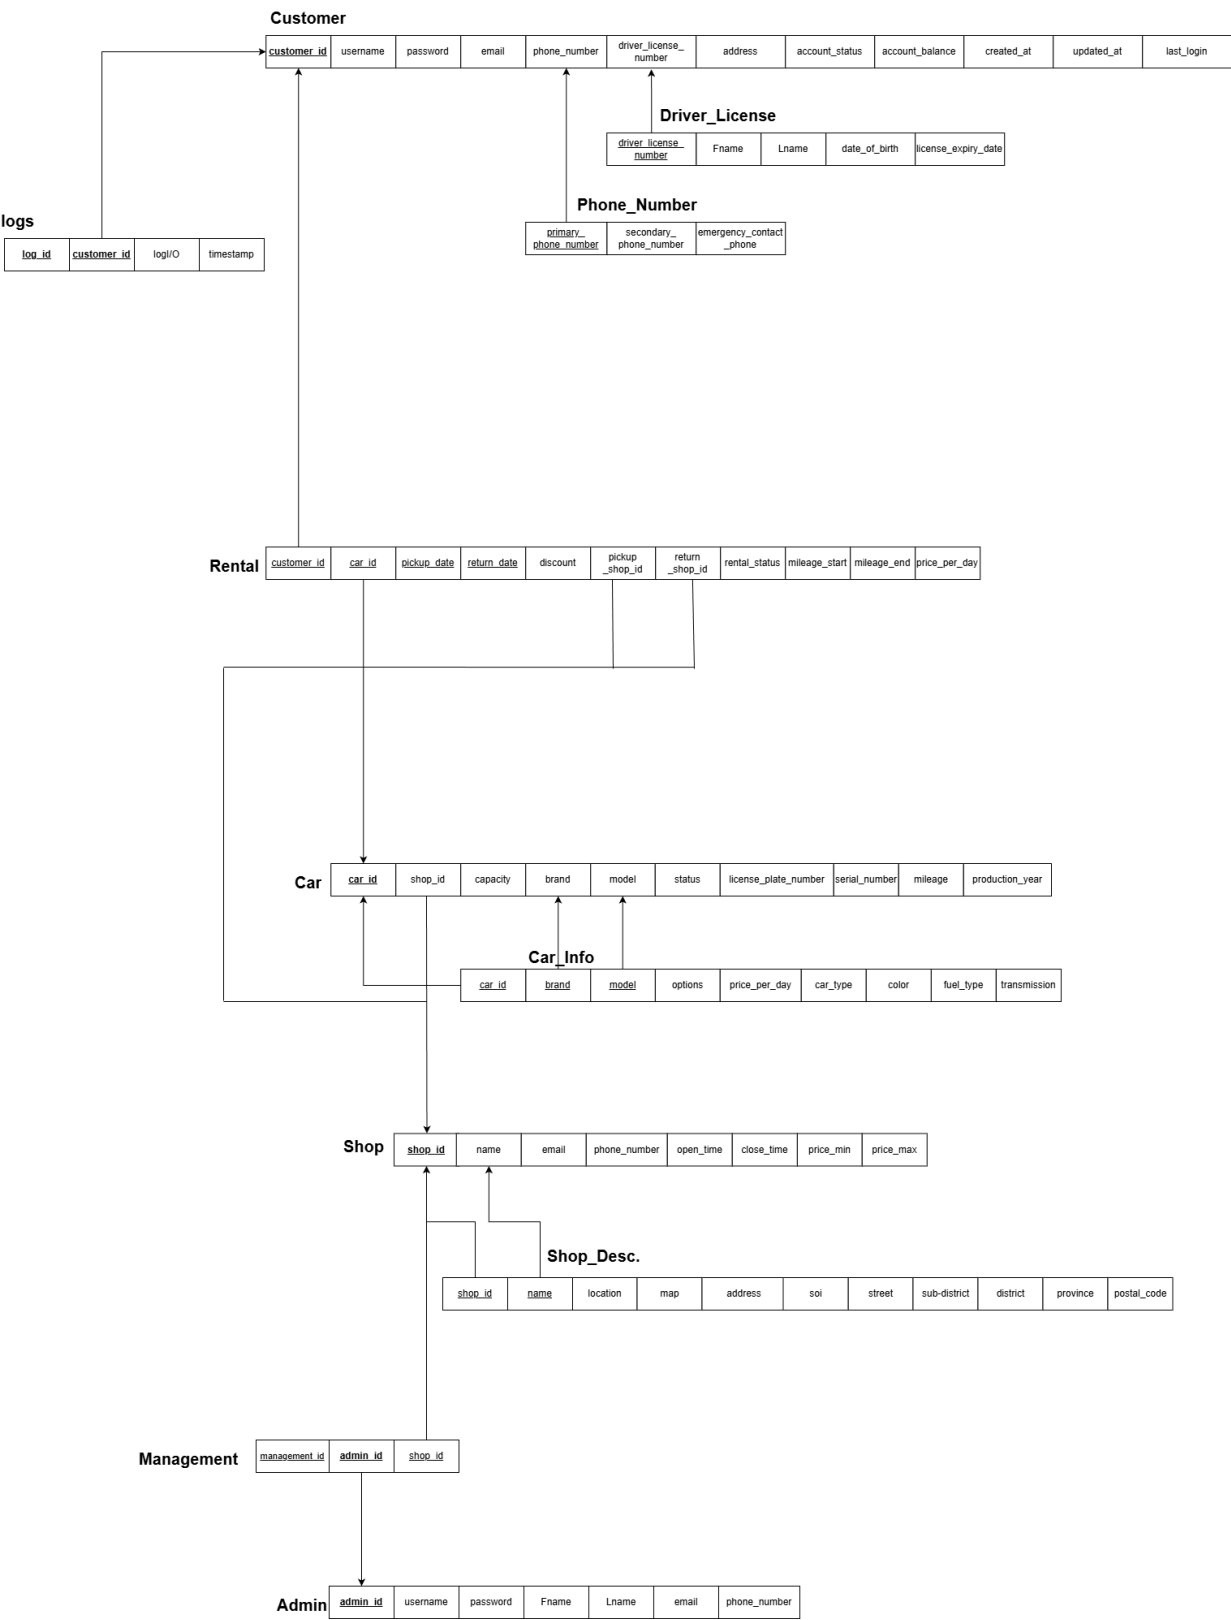 Customer
customer_id username password email phone_number driver_license_ number address account_status account_balance created_at updated_at last_login
Driver_License
driver_license_ number Fname Lname date_of_birth license_expiry_date
Phone_Number
primary_ phone_number secondary_ phone_number emergency_contact _phone
logs
log_id customer_id logI/O timestamp
Rental
customer_id car_id pickup_date return_date discount pickup _shop_id return _shop_id rental_status mileage_start mileage_end price_per_day
Car
car_id shop_id capacity brand model status license_plate_number serial_number mileage production_year
Car_Info
car_id brand model options price_per_day car_type color fuel_type transmission
Shop
shop_id name email phone_number open_time close_time price_min price_max
Shop_Desc.
shop_id name location map address soi street sub-district district province postal_code
Management
management_id admin_id shop_id
Admin
admin_id username password Fname Lname email phone_number